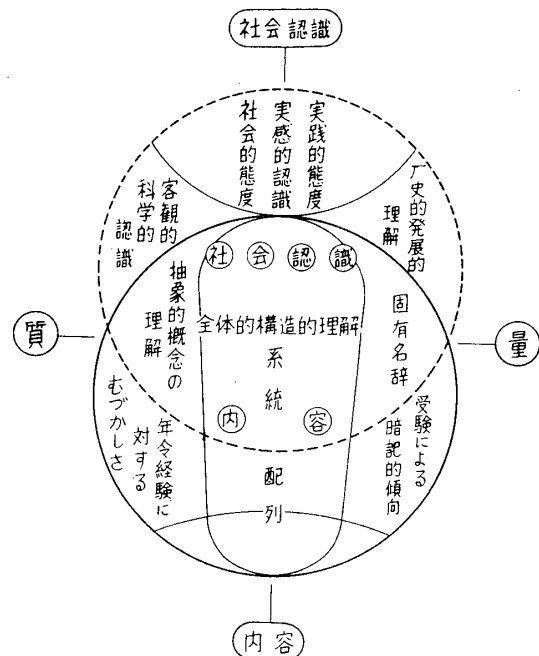 社会認識
実践的態度
実感的認識
社会的態度
客観的
科学的
認識
厂史的発展的
理解
社会認識
抽象的概念の
理解
全体的構造的理解
固有名辞
質
量
系統
内容
むづかしさ
対する
年令経験に
受験による
暗記的傾向
配列
内容